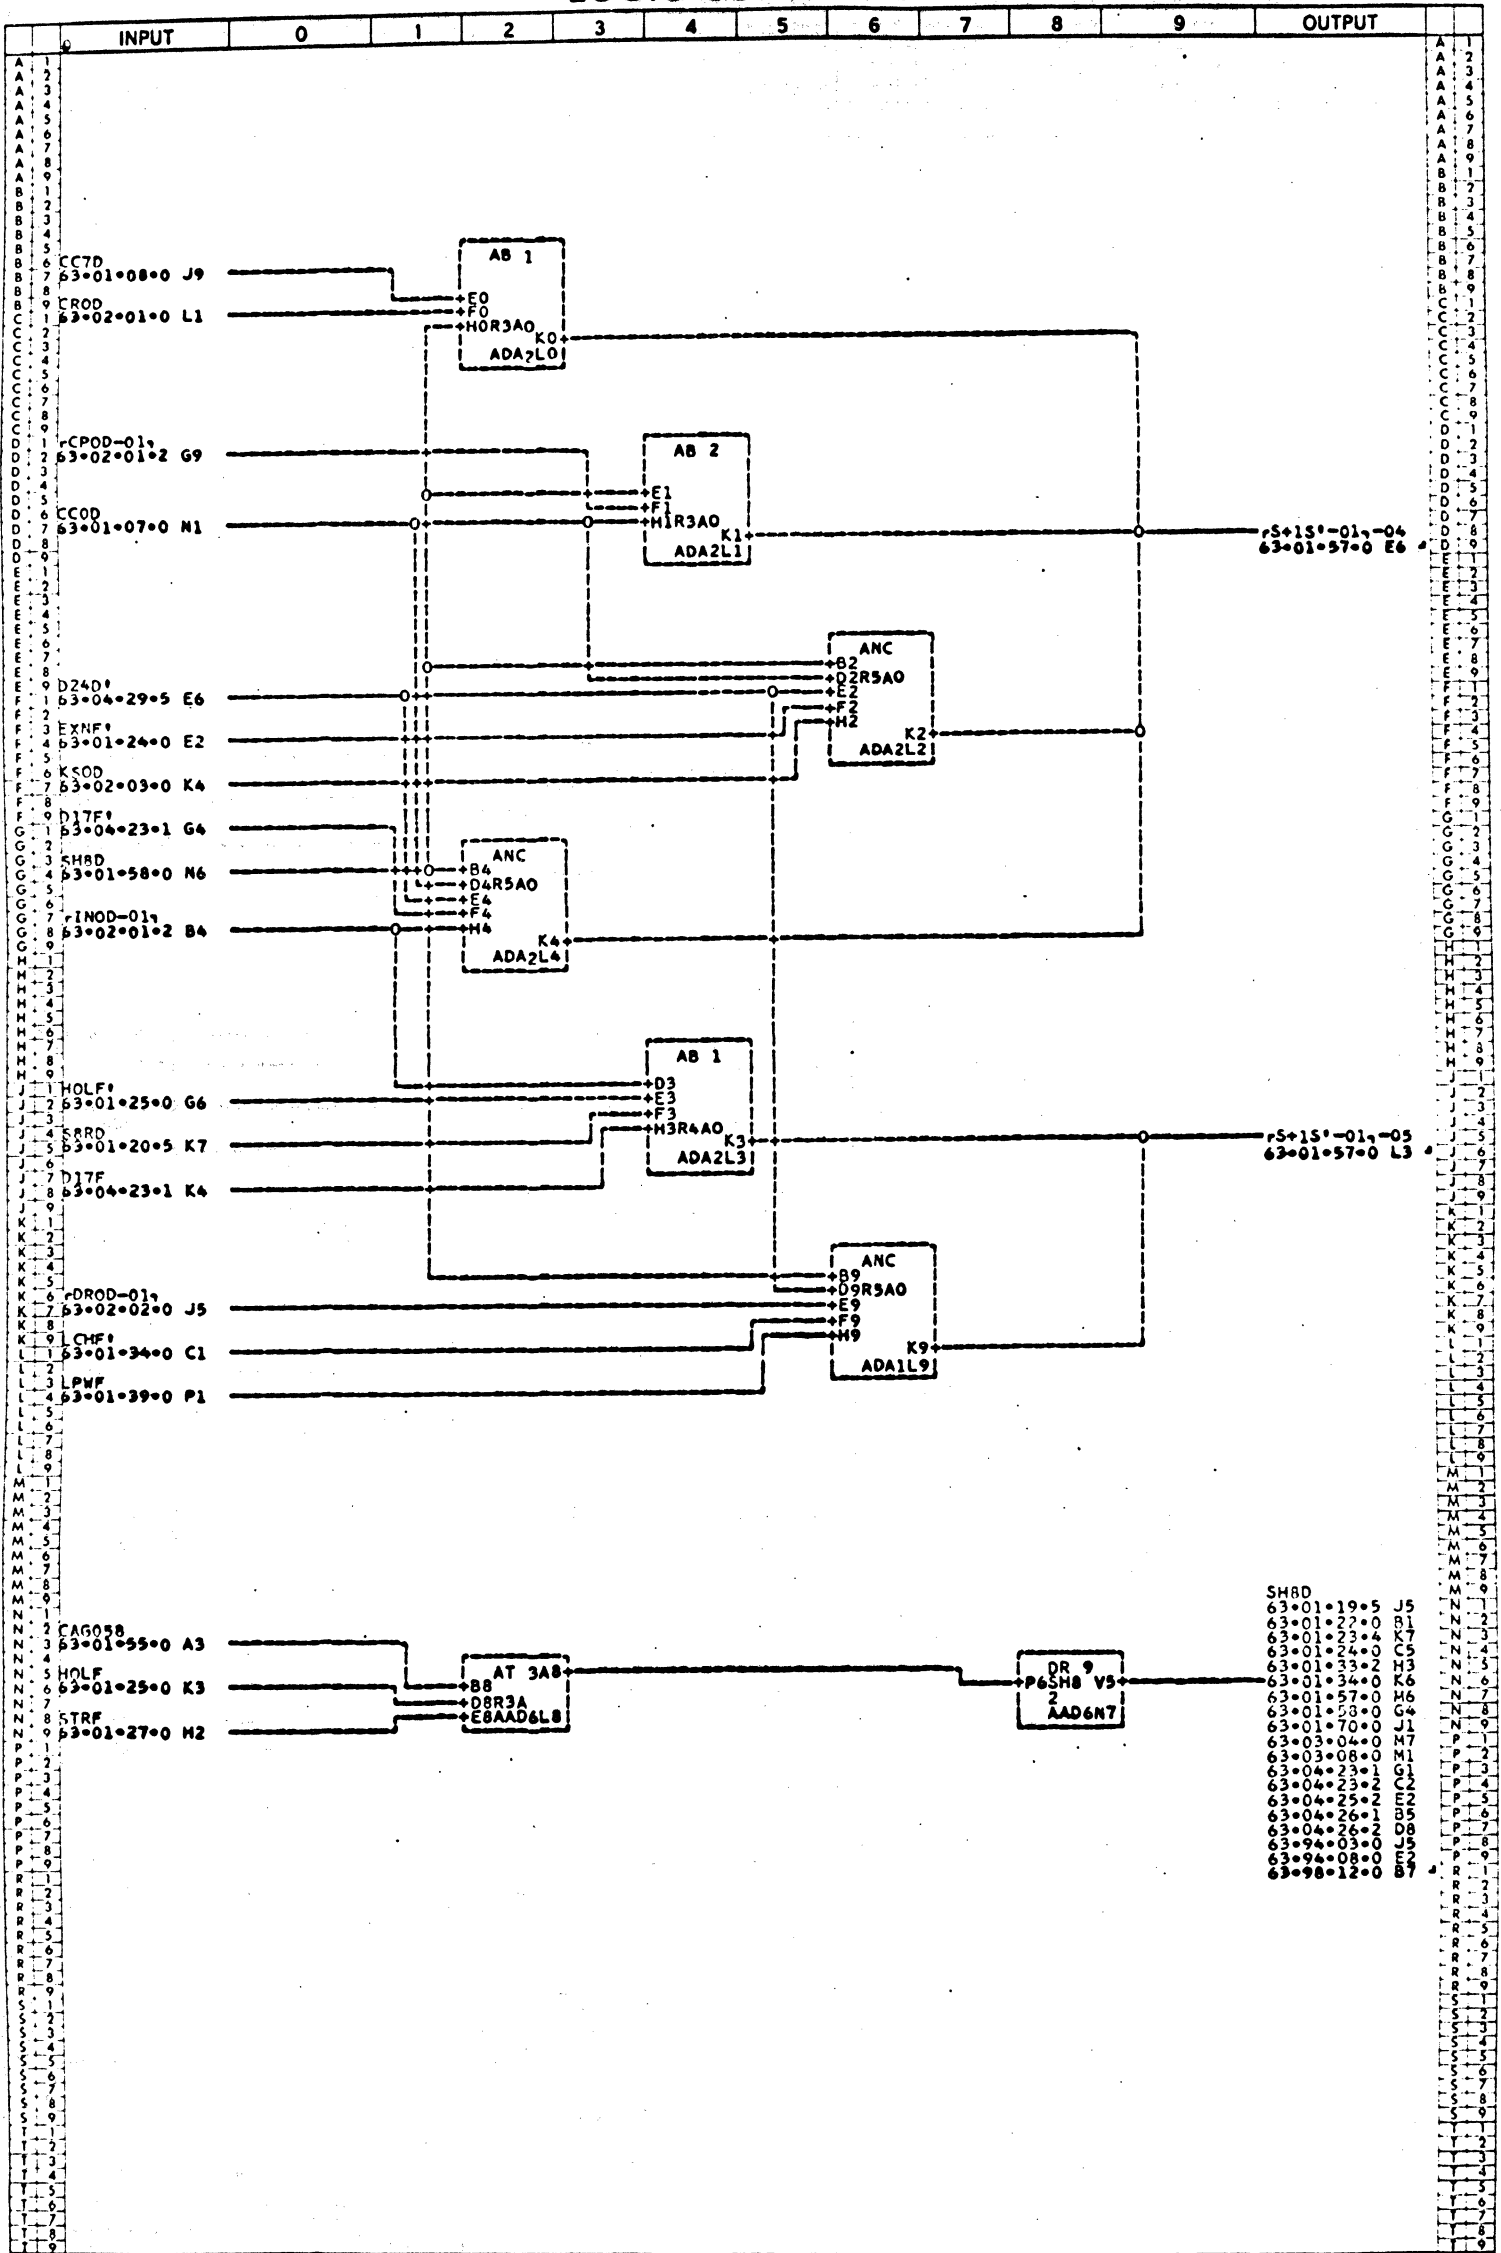 INPUT 0 1 2 3 4 5 6 7 8 9 OUTPUT
AB 1
CC7D
63•01•08•0 J9
E0
CROD
F0
63•02•01•0 L1
H0R3A0
K0
ADA2L0
rCPOD-01┐
63•02•01•2 G9
AB 2
E1
F1
CCOD
63•01•07•0 N1
H1R3A0
K1
ADA2L1
rS+1S'-01┐-04
63•01•57•0 E6
ANC
B2
D2R5A0
D24D'
63•04•29•5 E6
E2
F2
H2
EXNF'
63•01•24•0 E2
K2
ADA2L2
KSOD
63•02•03•0 K4
D17F'
63•04•23•1 G4
ANC
SH8D
63•01•58•0 N6
B4
D4R5A0
E4
F4
rINOD-01┐
63•02•01•2 B4
H4
K4
ADA2L4
AB 1
D3
HOLF'
63•01•25•0 G6
E3
F3
H3R4A0
S8RD
63•01•20•5 K7
K3
ADA2L3
rS+1S'-01┐-05
63•01•57•0 L3
D17F
63•04•23•1 K4
ANC
B9
D9R5A0
rDROD-01┐
63•02•02•0 J5
E9
F9
H9
LCHF'
63•01•34•0 C1
K9
ADA1L9
LPWF
63•01•39•0 P1
CAG058
63•01•55•0 A3
HOLF
63•01•25•0 K3
STRF
63•01•27•0 H2
AT 3A8
B8
D8R3A
E8AAD6L8
DR 9
P6SH8 V5
2
AAD6N7
SH8D
63•01•19•5 J5
63•01•22•0 B1
63•01•23•4 K7
63•01•24•0 C5
63•01•33•2 H3
63•01•34•0 K6
63•01•57•0 M6
63•01•58•0 G4
63•01•70•0 J1
63•03•04•0 M7
63•03•08•0 M1
63•04•23•1 G1
63•04•23•2 C2
63•04•25•2 E2
63•04•26•1 B5
63•04•26•2 D8
63•94•03•0 J5
63•94•08•0 E2
63•98•12•0 B7